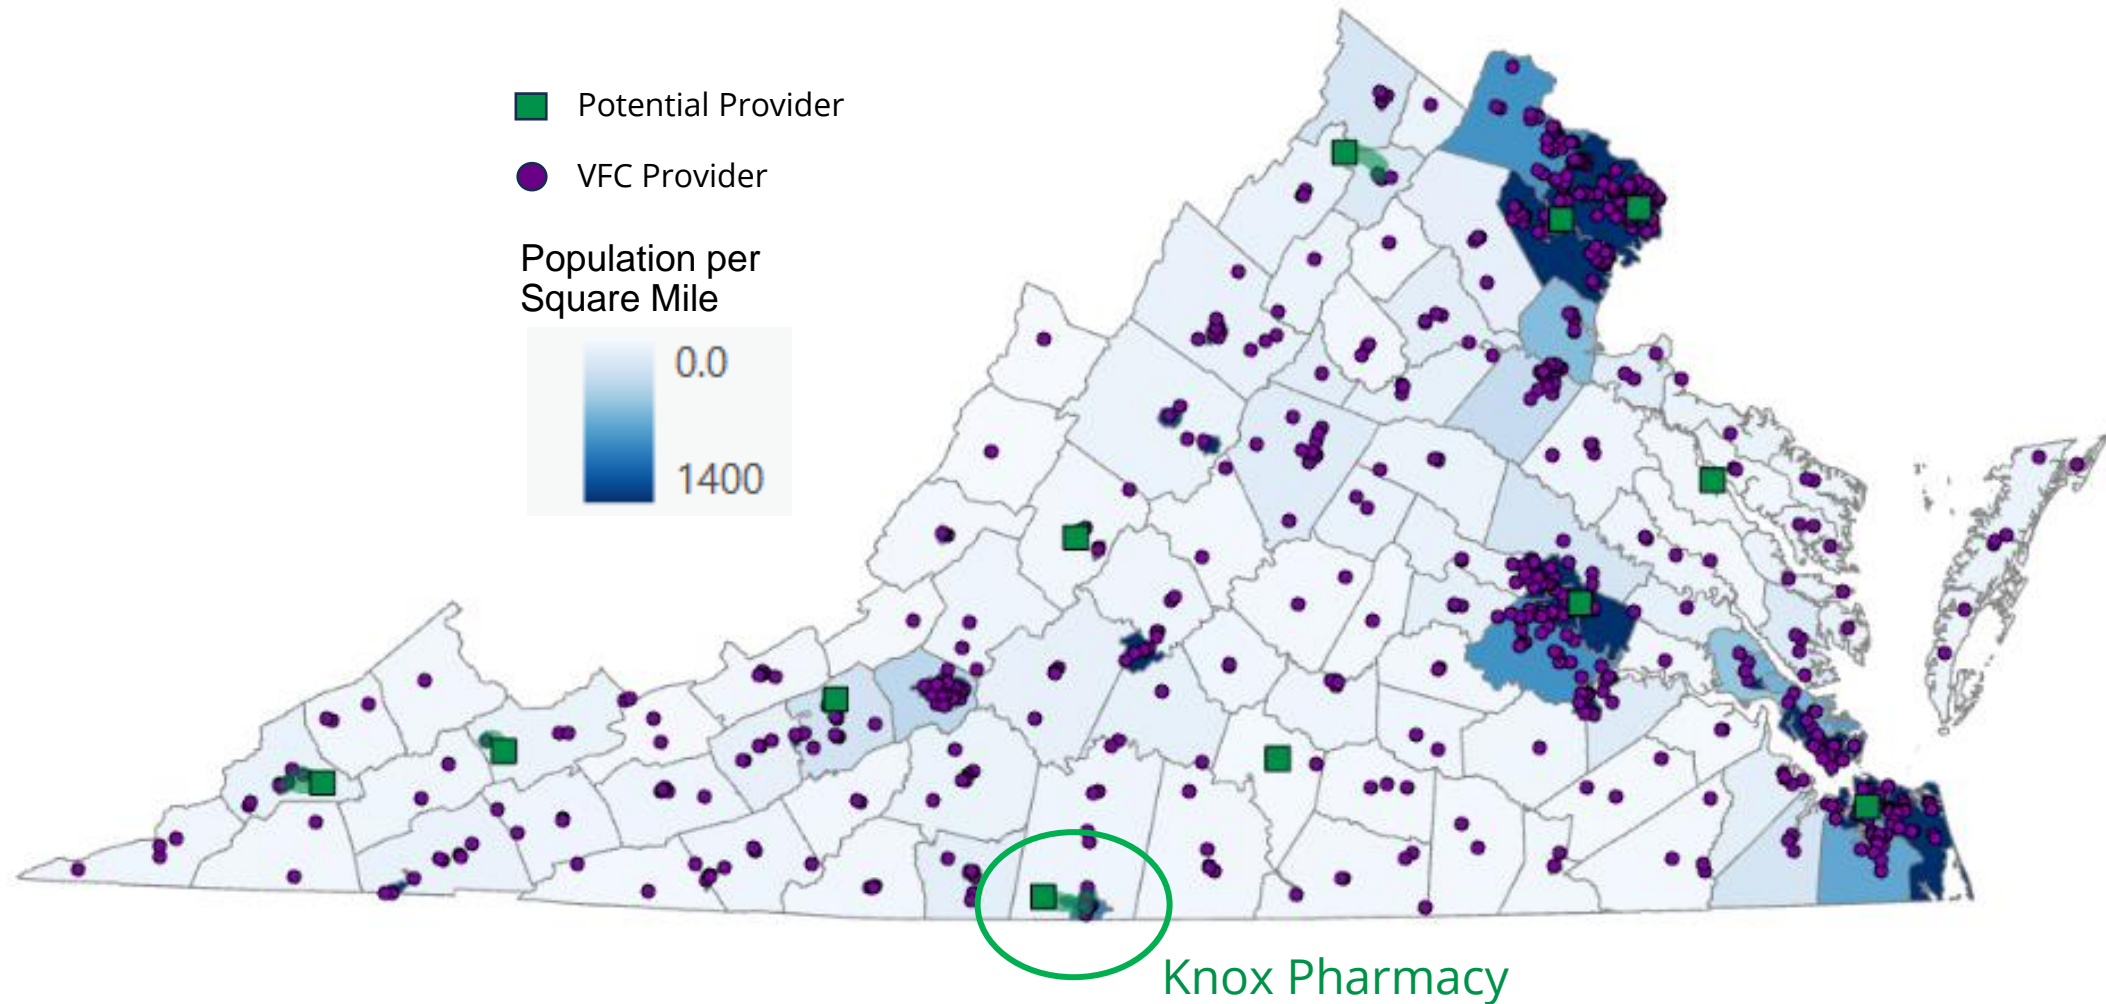 Potential Provider
VFC Provider
Population per
Square Mile
0.0
1400
Knox Pharmacy